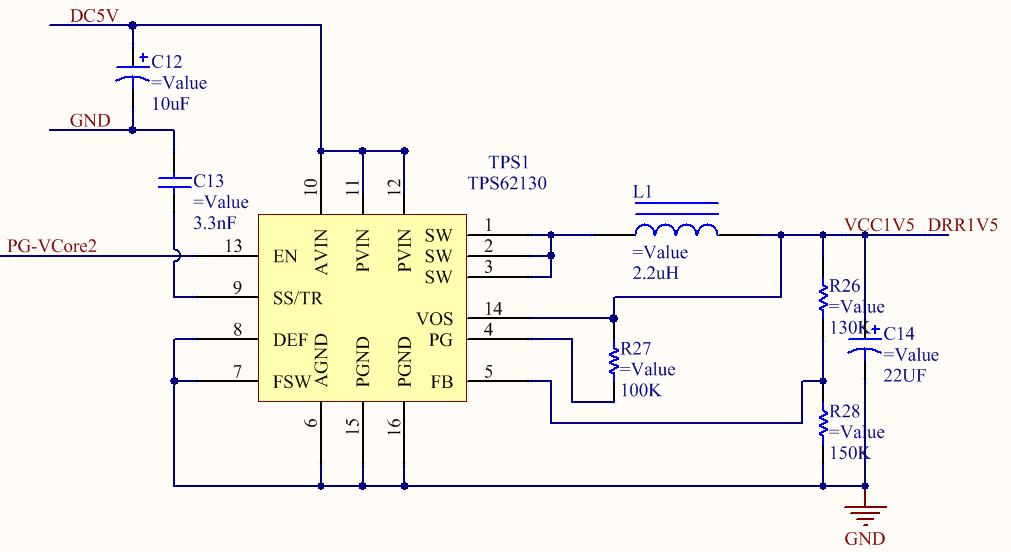 DC5V
C12
=Value
10uF
GND
C13
=Value
3.3nF
PG-VCore2
TPS1
TPS62130
10
11
12
13
9
8
7
EN
SS/TR
DEF
FSW
AVIN
PVIN
PVIN
AGND
PGND
PGND
SW
SW
SW
VOS
PG
FB
1
2
3
14
4
5
6
15
16
L1
=Value
2.2uH
VCC1V5 DRR1V5
R26
=Value
130K
C14
=Value
22UF
R27
=Value
100K
R28
=Value
150K
GND